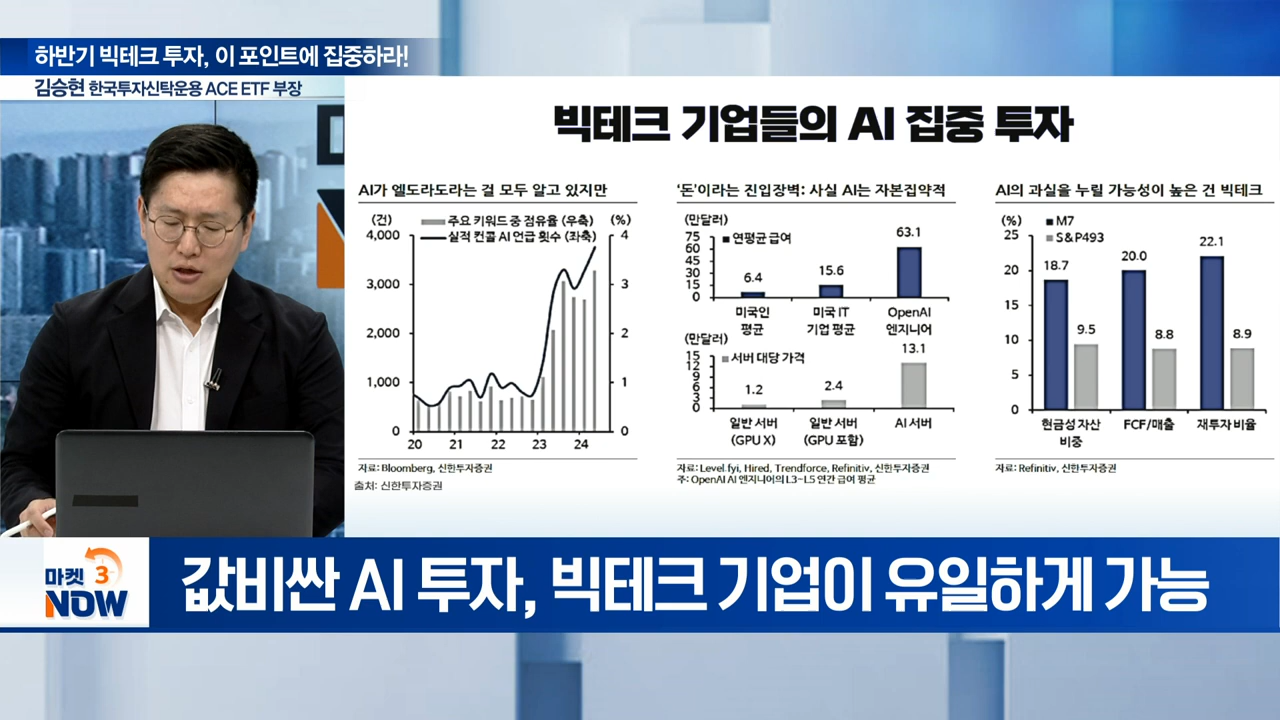 하반기 빅테크 투자, 이 포인트에 집중하라!
김승현 한국투자신탁운용 ACE ETF 부장
빅테크 기업들의 AI 집중 투자
AI가 엘도라도라는 걸 모두 알고 있지만
(건)
주요 키워드 중 점유율 (우축)
실적 컨콜 AI 언급 횟수 (좌축)
(%)
4,000
3,000
2,000
1,000
0
4
3
2
1
0
20 21 22 23 24
자료: Bloomberg, 신한투자증권
출처: 신한투자증권
'돈'이라는 진입장벽: 사실 AI는 자본집약적
(만달러)
75
60
45
30
15
0
연평균 급여
6.4
15.6
63.1
미국인 평균
미국 IT 기업 평균
OpenAI 엔지니어
(만달러)
15
12
9
6
3
0
서버 대당 가격
1.2
2.4
13.1
일반 서버 (GPU X)
일반 서버 (GPU 포함)
AI 서버
자료: Level.fyi, Hired, Trendforce, Refinitiv, 신한투자증권
주: OpenAI AI 엔지니어의 L3~L5 연간 급여 평균
AI의 과실을 누릴 가능성이 높은 건 빅테크
(%)
M7
S&P493
25
20
15
10
5
0
18.7
9.5
20.0
8.8
22.1
8.9
현금성 자산 비중
FCF/매출
재투자 비율
자료: Refinitiv, 신한투자증권
마켓 3
NOW
값비싼 AI 투자, 빅테크 기업이 유일하게 가능